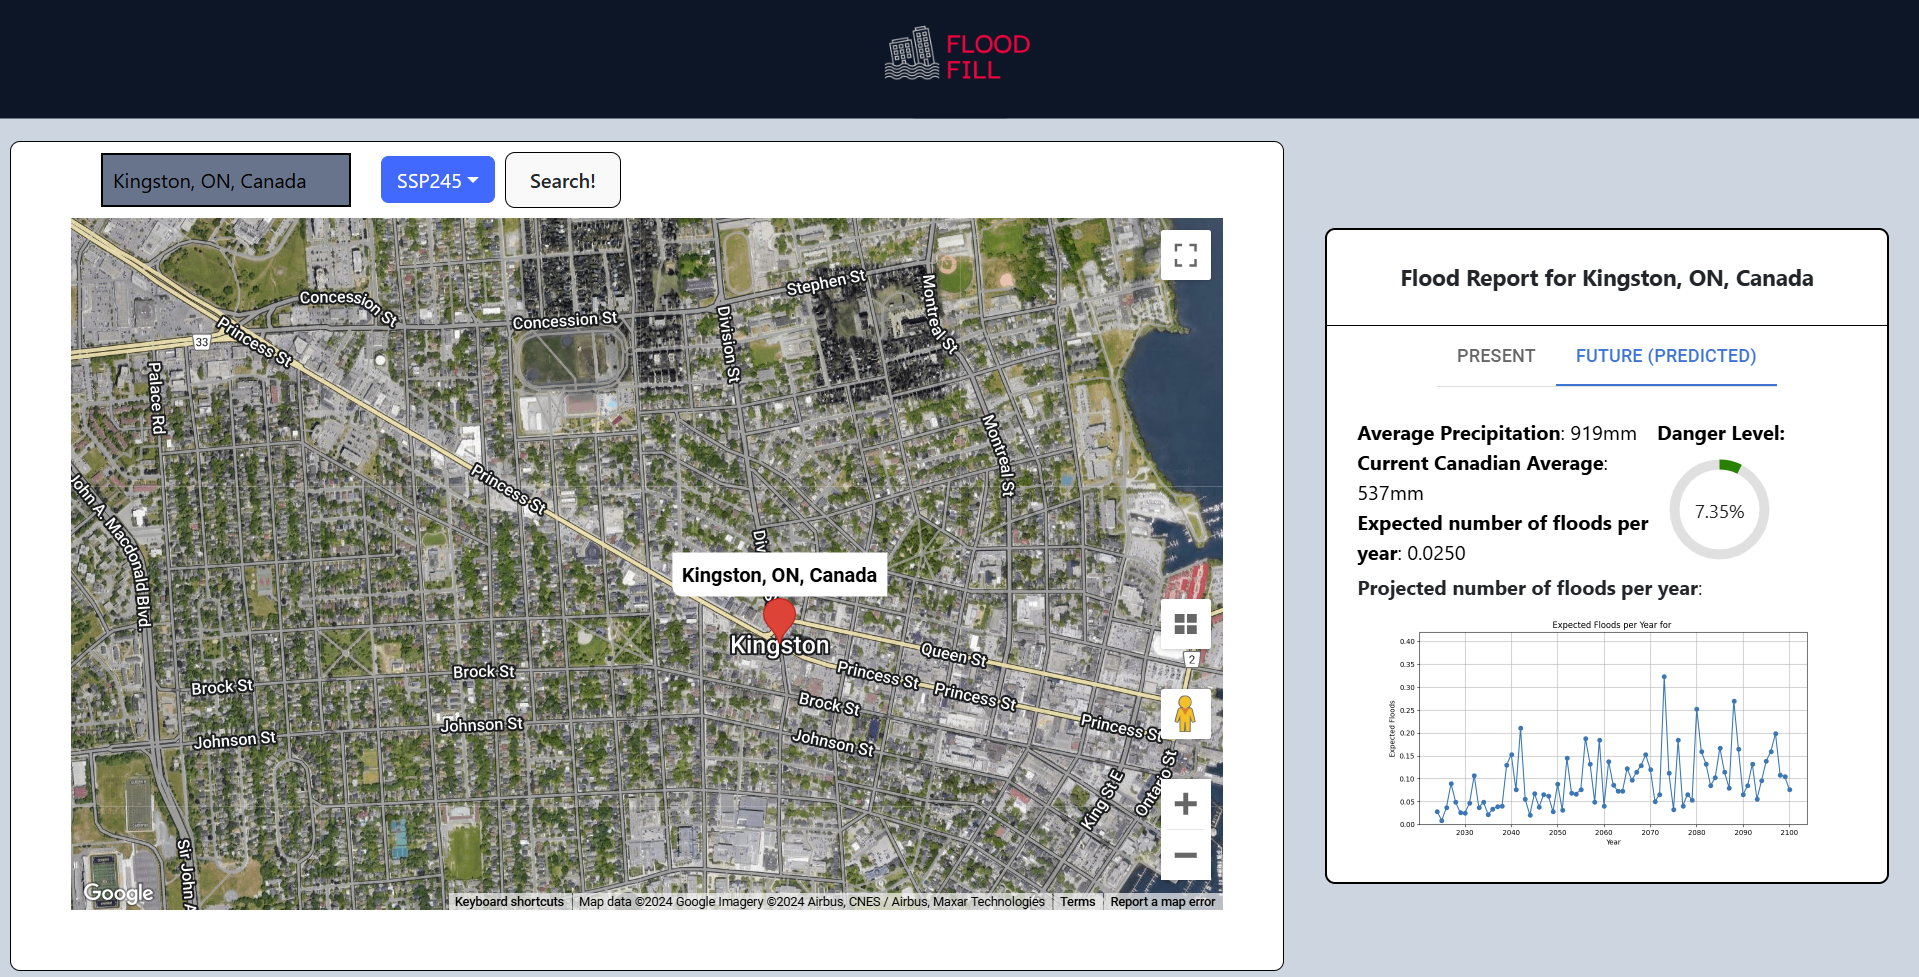 FLOOD
FILL
Kingston, ON, Canada
SSP245
Search!
Concession St
Stephen St
Montreal St
Concession St
Division St
Princess St
33
Palace Rd
Montreal St
Princess St
John A. Macdonald Blvd.
Kingston, ON, Canada
Kingston
Queen St
2
Brock St
Brock St
Princess St
Princess St
Brock St
Princess St
Johnson St
Johnson St
Johnson St
King St E
Ontario St
Sir John A
Google
Keyboard shortcuts
Map data ©2024 Google Imagery ©2024 Airbus, CNES / Airbus, Maxar Technologies
Terms
Report a map error
Flood Report for Kingston, ON, Canada
PRESENT
FUTURE (PREDICTED)
Average Precipitation: 919mm
Current Canadian Average:
537mm
Expected number of floods per
year: 0.0250
Danger Level:
7.35%
Projected number of floods per year:
Expected Floods per Year for
0.40
0.35
0.30
0.25
0.20
0.15
0.10
0.05
0.00
Expected Floods
2030 2040 2050 2060 2070 2080 2090 2100
Year